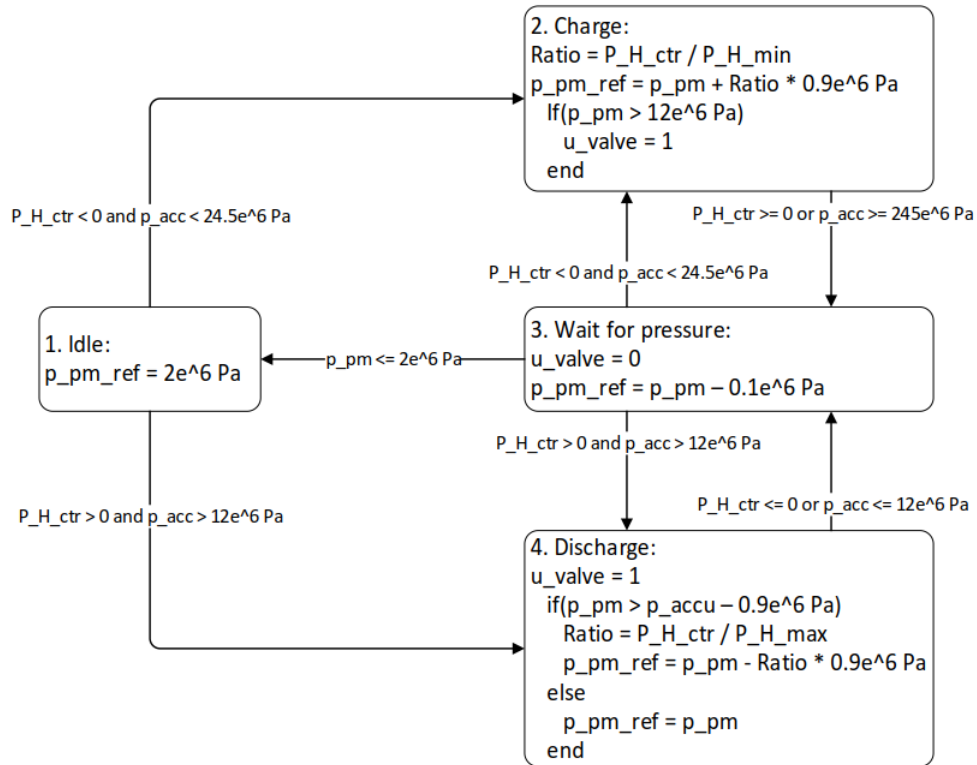 2. Charge:
Ratio = P_H_ctr / P_H_min
p_pm_ref = p_pm + Ratio * 0.9e^6 Pa
If(p_pm > 12e^6 Pa)
u_valve = 1
end
P_H_ctr < 0 and p_acc < 24.5e^6 Pa
P_H_ctr >= 0 or p_acc >= 245e^6 Pa
P_H_ctr < 0 and p_acc < 24.5e^6 Pa
1. Idle:
p_pm_ref = 2e^6 Pa
p_pm <= 2e^6 Pa
3. Wait for pressure:
u_valve = 0
p_pm_ref = p_pm – 0.1e^6 Pa
P_H_ctr > 0 and p_acc > 12e^6 Pa
P_H_ctr <= 0 or p_acc <= 12e^6 Pa
P_H_ctr > 0 and p_acc > 12e^6 Pa
4. Discharge:
u_valve = 1
if(p_pm > p_accu – 0.9e^6 Pa)
Ratio = P_H_ctr / P_H_max
p_pm_ref = p_pm - Ratio * 0.9e^6 Pa
else
p_pm_ref = p_pm
end